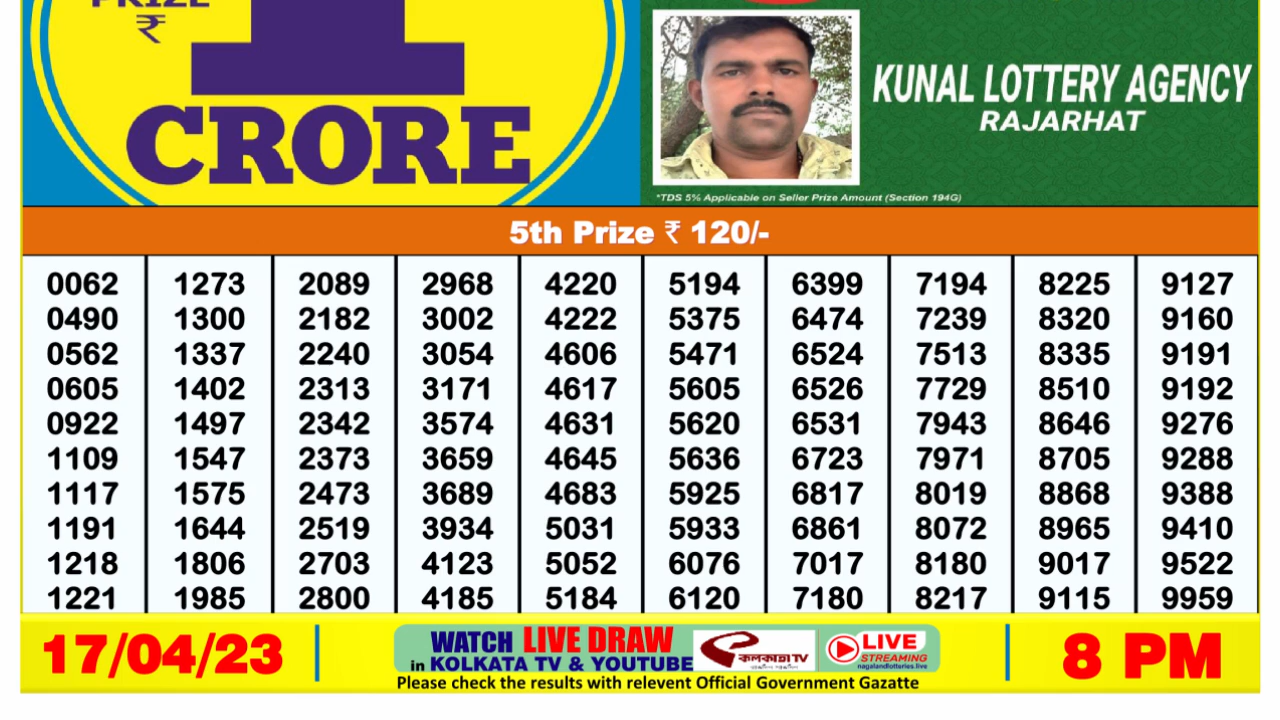 PRIZE
₹
1
CRORE
KUNAL LOTTERY AGENCY
RAJARHAT
*TDS 5% Applicable on Seller Prize Amount (Section 194G)
5th Prize ₹ 120/-
0062 1273 2089 2968 4220 5194 6399 7194 8225 9127
0490 1300 2182 3002 4222 5375 6474 7239 8320 9160
0562 1337 2240 3054 4606 5471 6524 7513 8335 9191
0605 1402 2313 3171 4617 5605 6526 7729 8510 9192
0922 1497 2342 3574 4631 5620 6531 7943 8646 9276
1109 1547 2373 3659 4645 5636 6723 7971 8705 9288
1117 1575 2473 3689 4683 5925 6817 8019 8868 9388
1191 1644 2519 3934 5031 5933 6861 8072 8965 9410
1218 1806 2703 4123 5052 6076 7017 8180 9017 9522
1221 1985 2800 4185 5184 6120 7180 8217 9115 9959
17/04/23
WATCH LIVE DRAW
in KOLKATA TV & YOUTUBE
কলকাতা TV
LIVE
STREAMING
nagalandlotteries.live
Please check the results with relevent Official Government Gazatte
8 PM